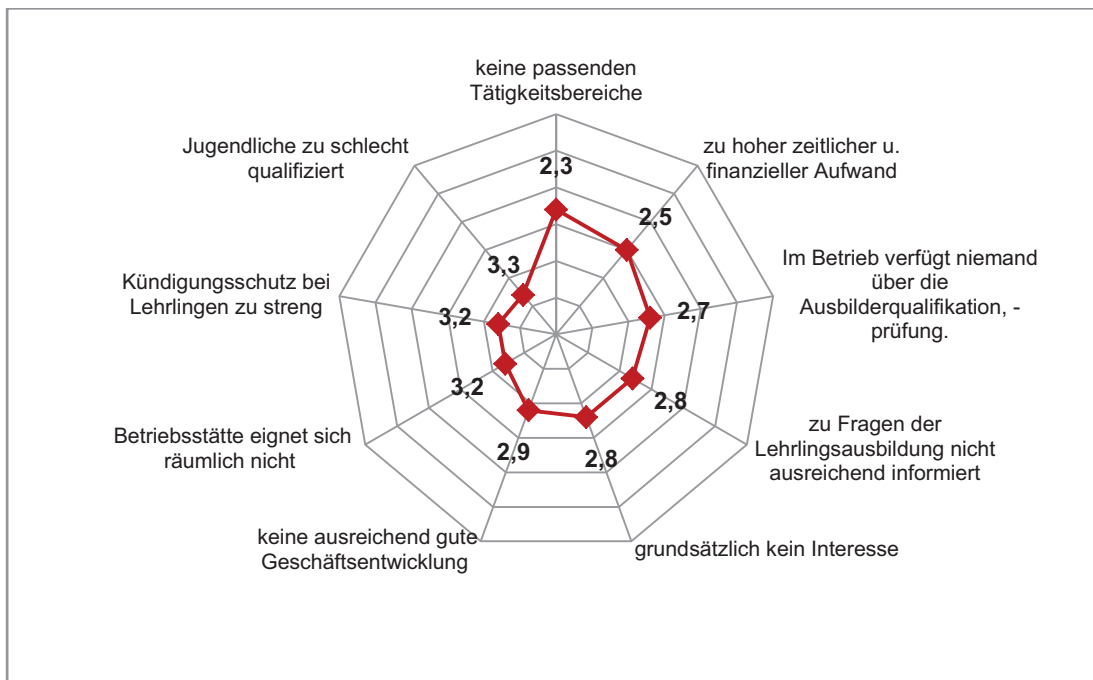 keine passenden
Tätigkeitsbereiche
2,3
zu hoher zeitlicher u.
finanzieller Aufwand
2,5
Im Betrieb verfügt niemand
über die
Ausbilderqualifikation, -
prüfung.
2,7
zu Fragen der
Lehrlingsausbildung nicht
ausreichend informiert
2,8
grundsätzlich kein Interesse
2,8
keine ausreichend gute
Geschäftsentwicklung
2,9
Betriebsstätte eignet sich
räumlich nicht
3,2
Kündigungsschutz bei
Lehrlingen zu streng
3,2
Jugendliche zu schlecht
qualifiziert
3,3